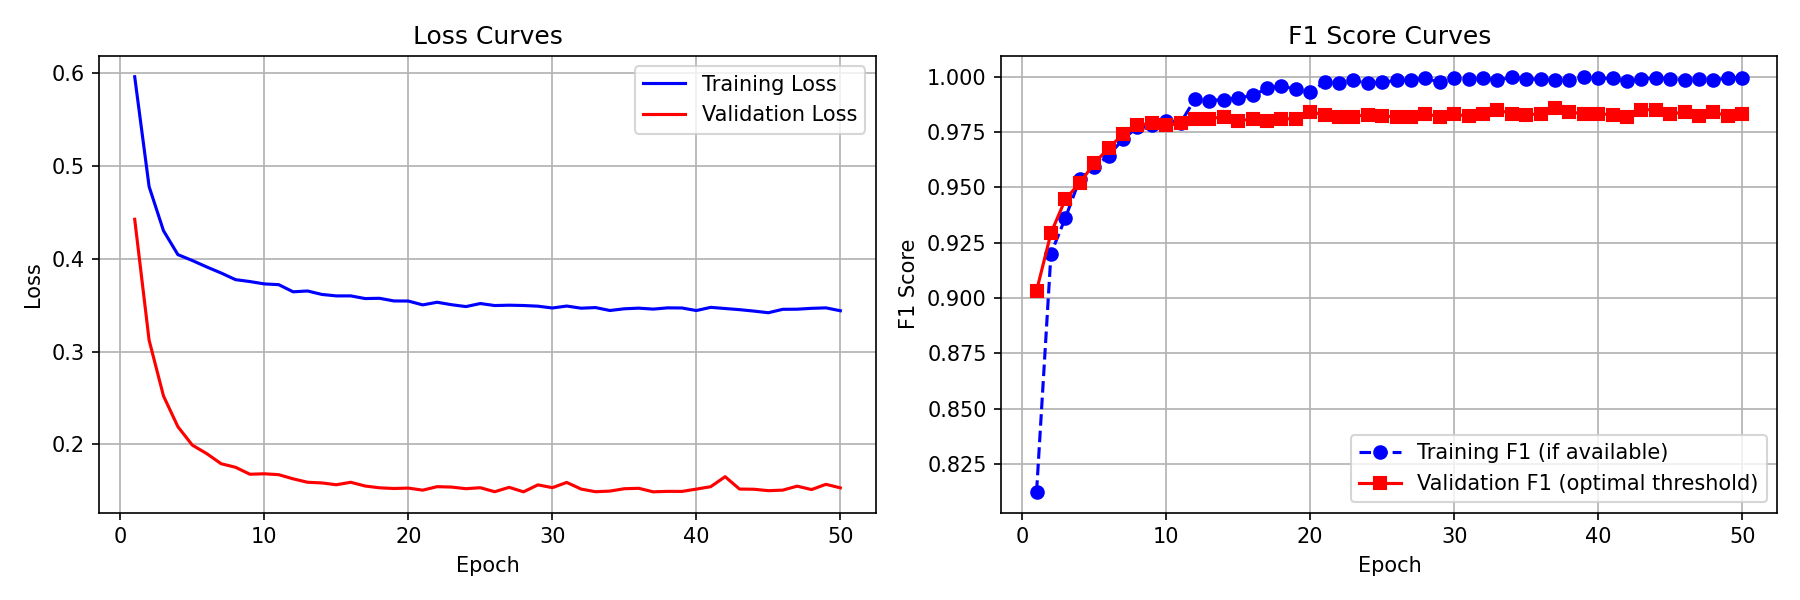 Loss Curves
Training Loss
Validation Loss
0.6
0.5
0.4
0.3
0.2
Loss
0
10
20
30
40
50
Epoch
F1 Score Curves
1.000
0.975
0.950
0.925
0.900
0.875
0.850
0.825
F1 Score
Training F1 (if available)
Validation F1 (optimal threshold)
0
10
20
30
40
50
Epoch